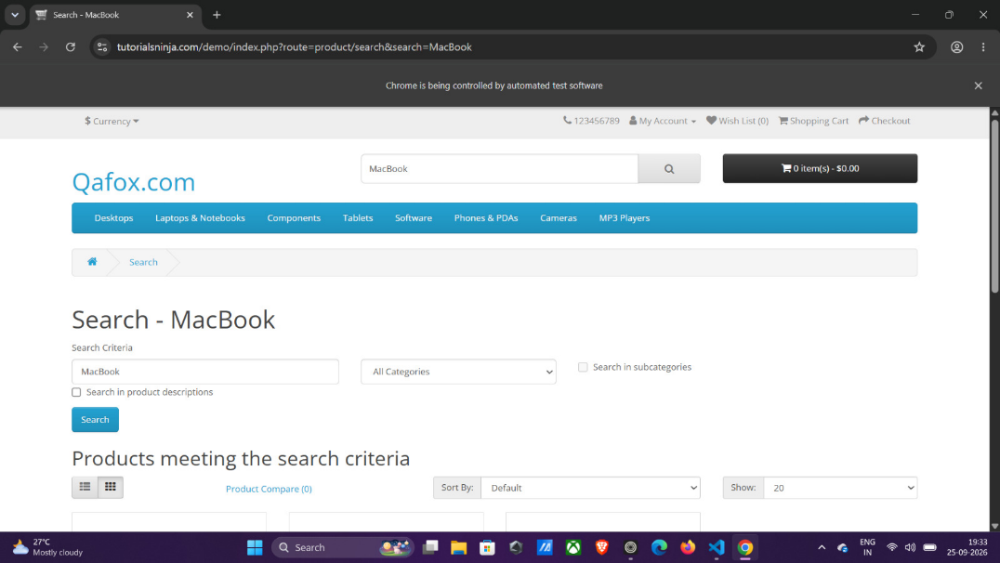 Search - MacBook
tutorialsninja.com/demo/index.php?route=product/search&search=MacBook
Chrome is being controlled by automated test software
$ Currency
123456789 My Account Wish List (0) Shopping Cart Checkout
MacBook
0 item(s) - $0.00
Qafox.com
Desktops Laptops & Notebooks Components Tablets Software Phones & PDAs Cameras MP3 Players
Search
Search - MacBook
Search Criteria
MacBook All Categories Search in subcategories
Search in product descriptions
Search
Products meeting the search criteria
Product Compare (0) Sort By: Default Show: 20
27°C
Mostly cloudy
Search
ENG
IN
19:33
25-09-2026